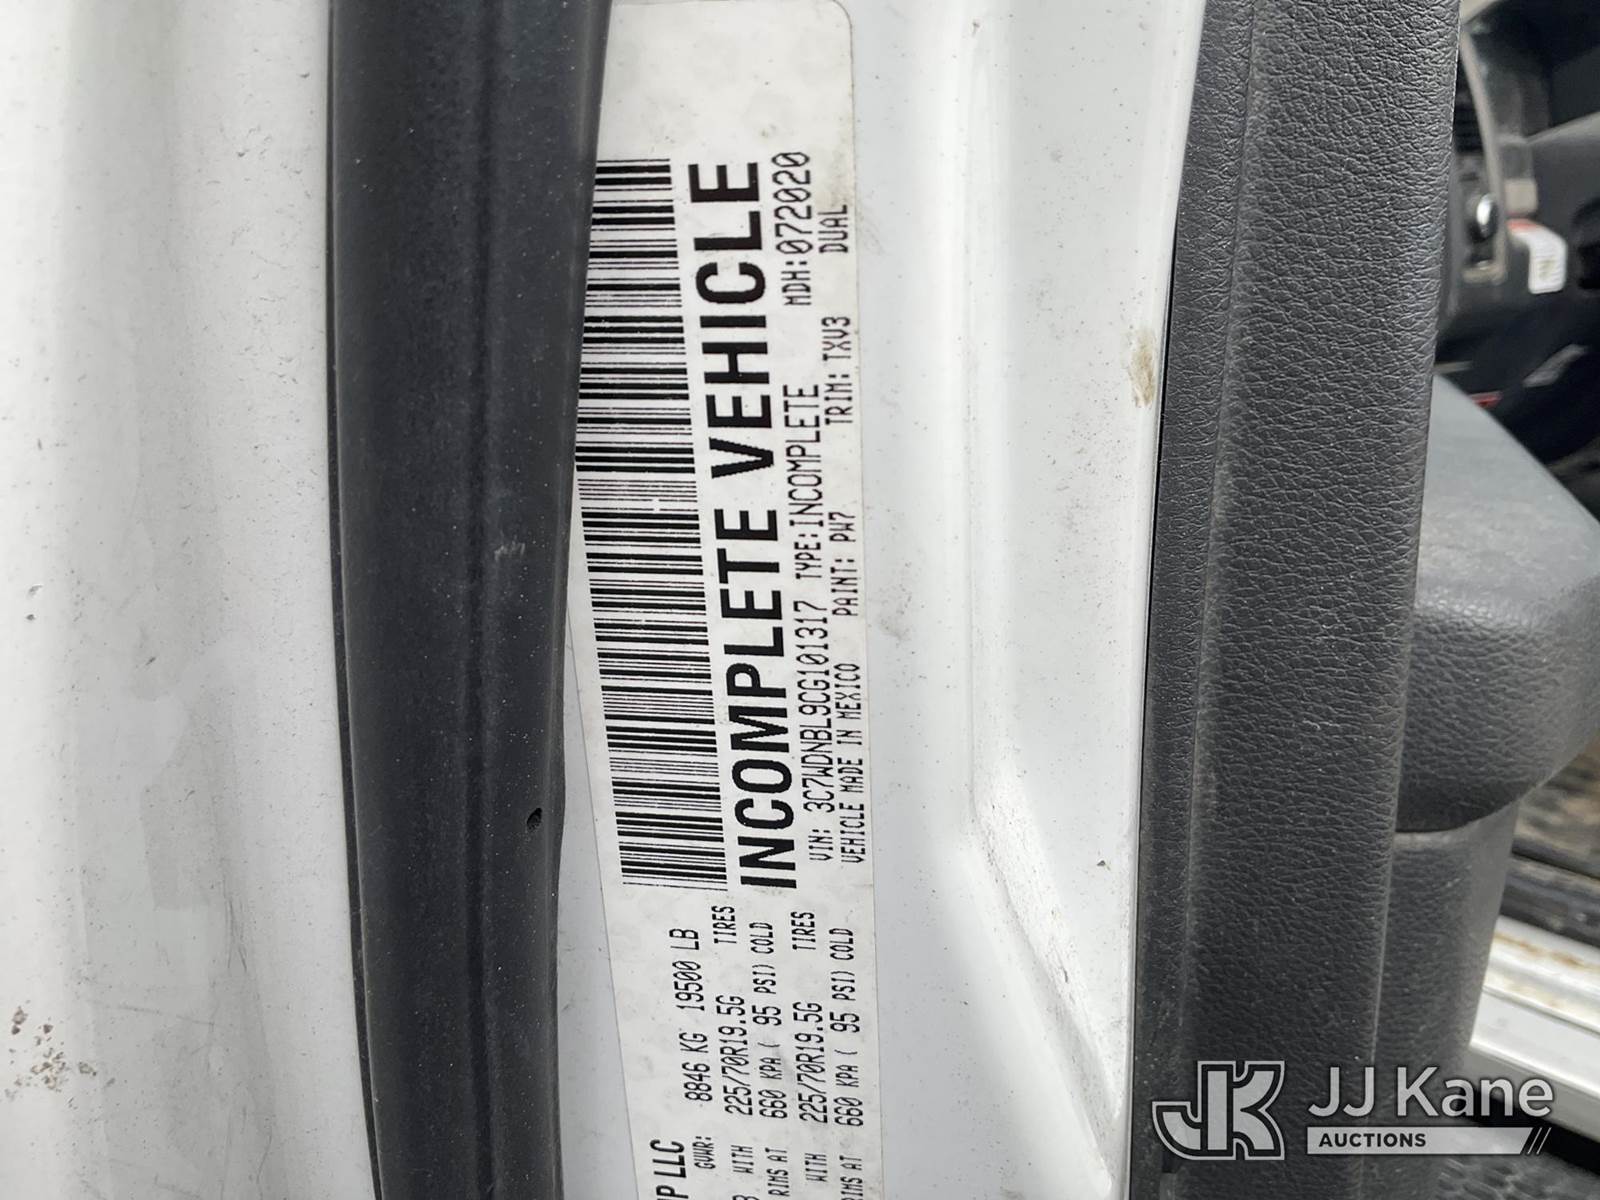 INCOMPLETE VEHICLE
MDH:072020
VIN: 3C7WDNBL9CG101317 TYPE:INCOMPLETE
DUAL
VEHICLE MADE IN MEXICO PAINT: PW7 TRIM: TXV3
LLC
GVWR: 8846 KG 19500 LB
WITH 225/70R19.5G TIRES
RIMS AT 660 KPA ( 95 PSI) COLD
WITH 225/70R19.5G TIRES
RIMS AT 660 KPA ( 95 PSI) COLD
JK JJ Kane
AUCTIONS